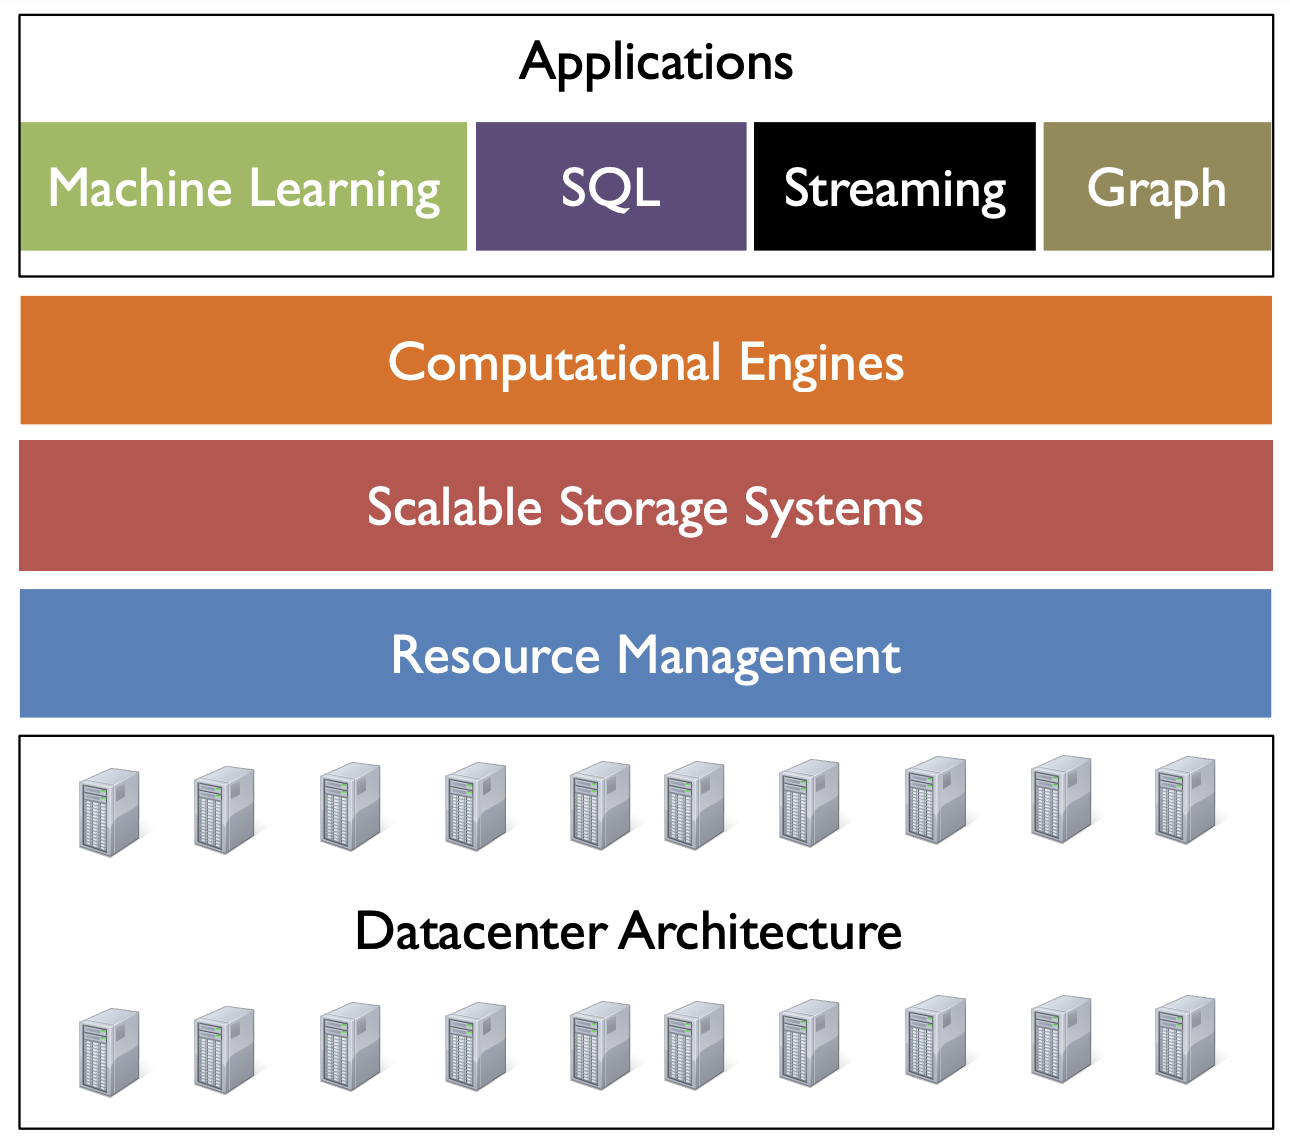 Applications
Machine Learning
SQL
Streaming
Graph
Computational Engines
Scalable Storage Systems
Resource Management
Datacenter Architecture